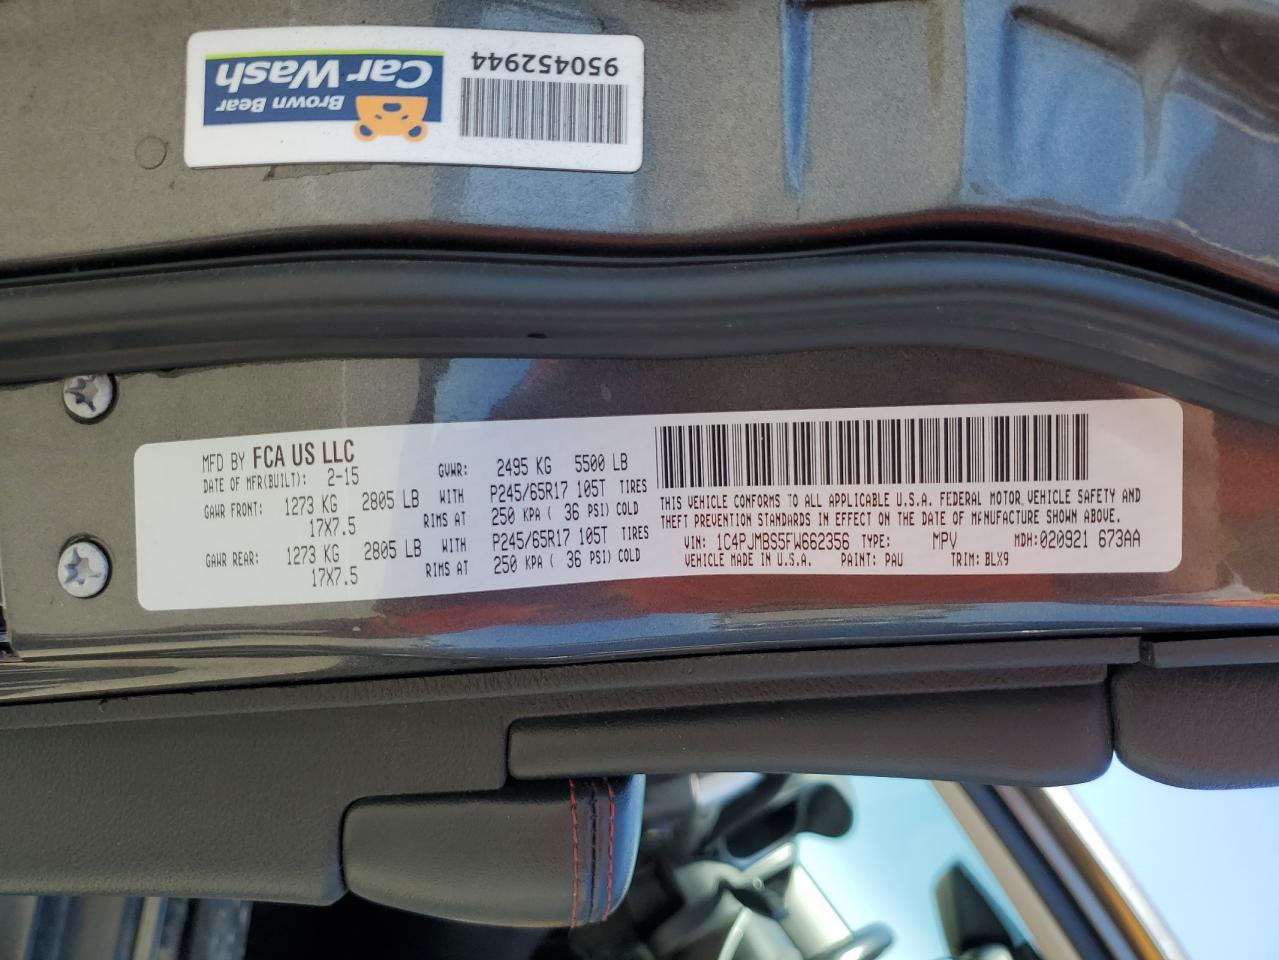 Brown Bear
Car Wash
950452944
MFD BY FCA US LLC
DATE OF MFR(BUILT): 2-15 GVWR: 2495 KG 5500 LB
GAWR FRONT: 1273 KG 2805 LB WITH P245/65R17 105T TIRES
17X7.5 RIMS AT 250 KPA ( 36 PSI) COLD
GAWR REAR: 1273 KG 2805 LB WITH P245/65R17 105T TIRES
17X7.5 RIMS AT 250 KPA ( 36 PSI) COLD
THIS VEHICLE CONFORMS TO ALL APPLICABLE U.S.A. FEDERAL MOTOR VEHICLE SAFETY AND
THEFT PREVENTION STANDARDS IN EFFECT ON THE DATE OF MANUFACTURE SHOWN ABOVE.
VIN: 1C4PJMBS5FW662356 TYPE: MPV MDH: 020921 673AA
VEHICLE MADE IN U.S.A. PAINT: PAU TRIM: BLX9